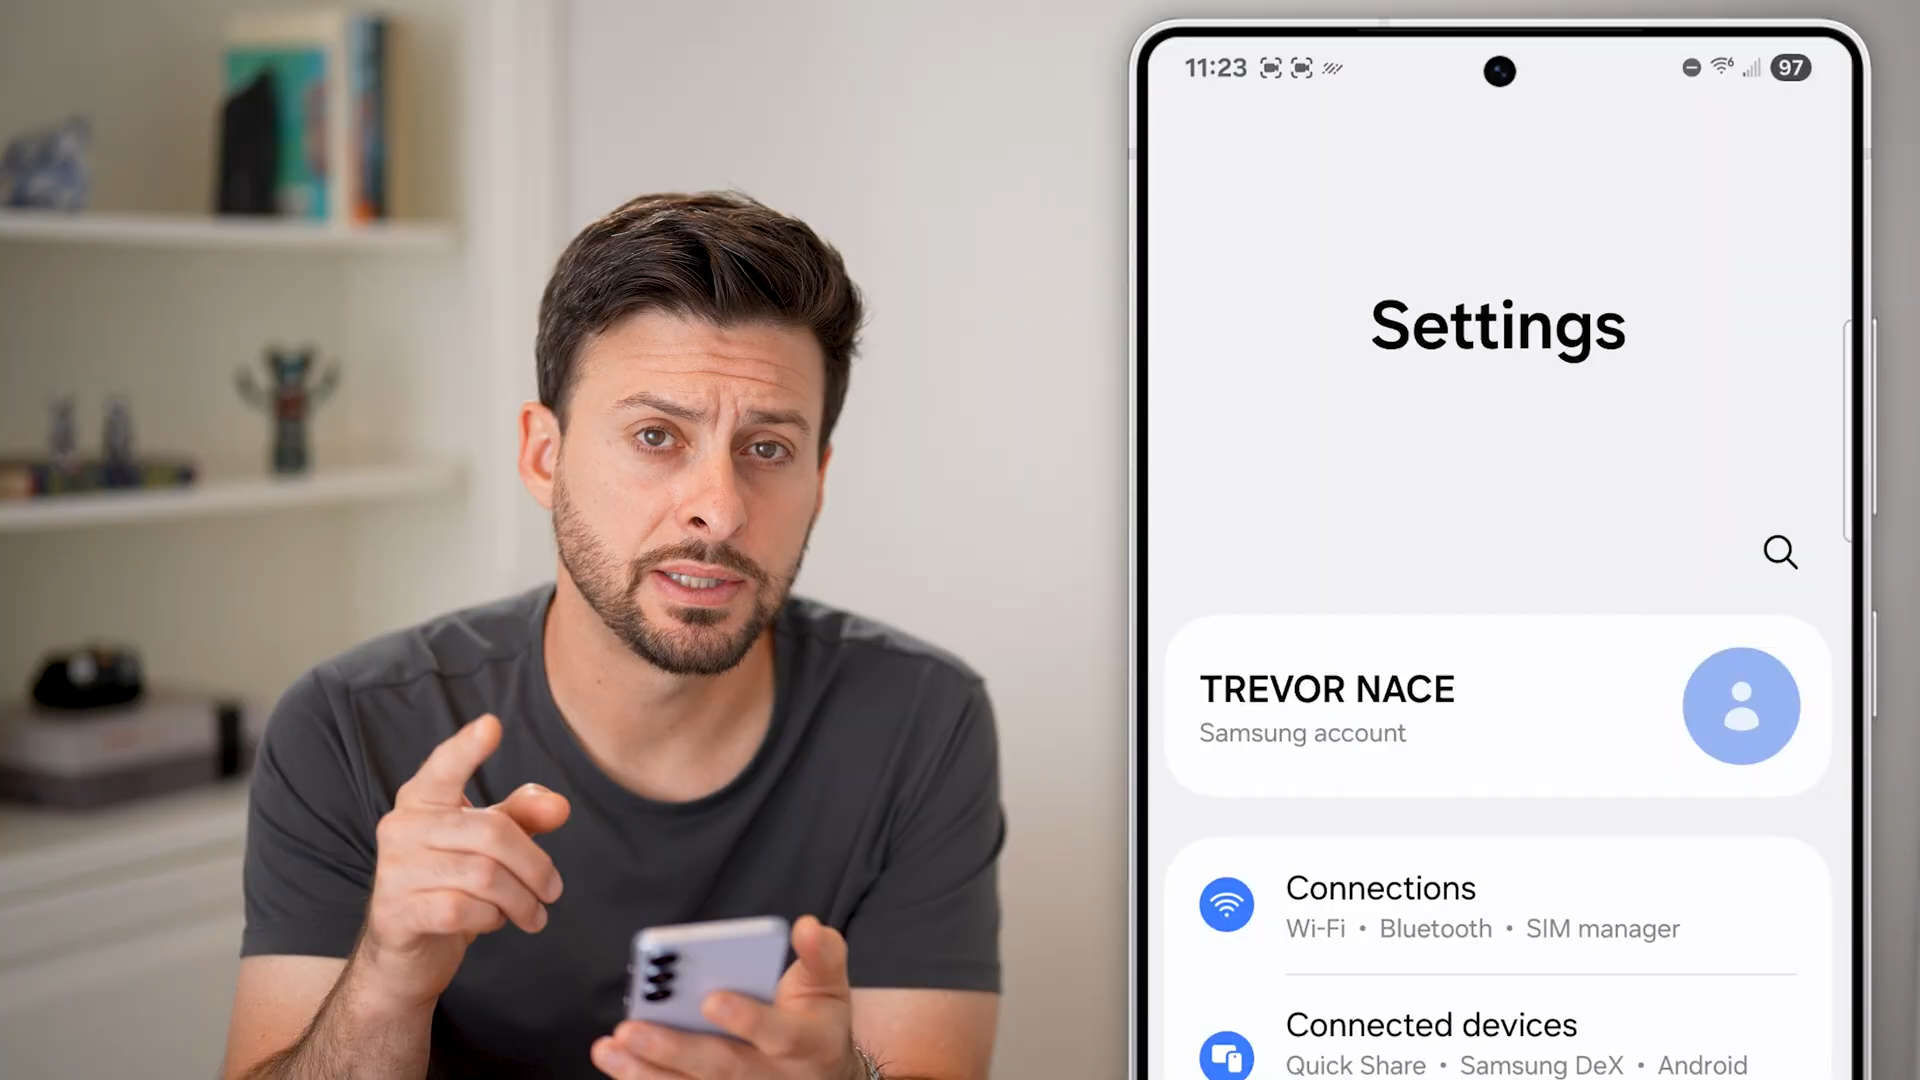 11:23
6
97
Settings
TREVOR NACE
Samsung account
Connections
Wi-Fi • Bluetooth • SIM manager
Connected devices
Quick Share • Samsung DeX • Android